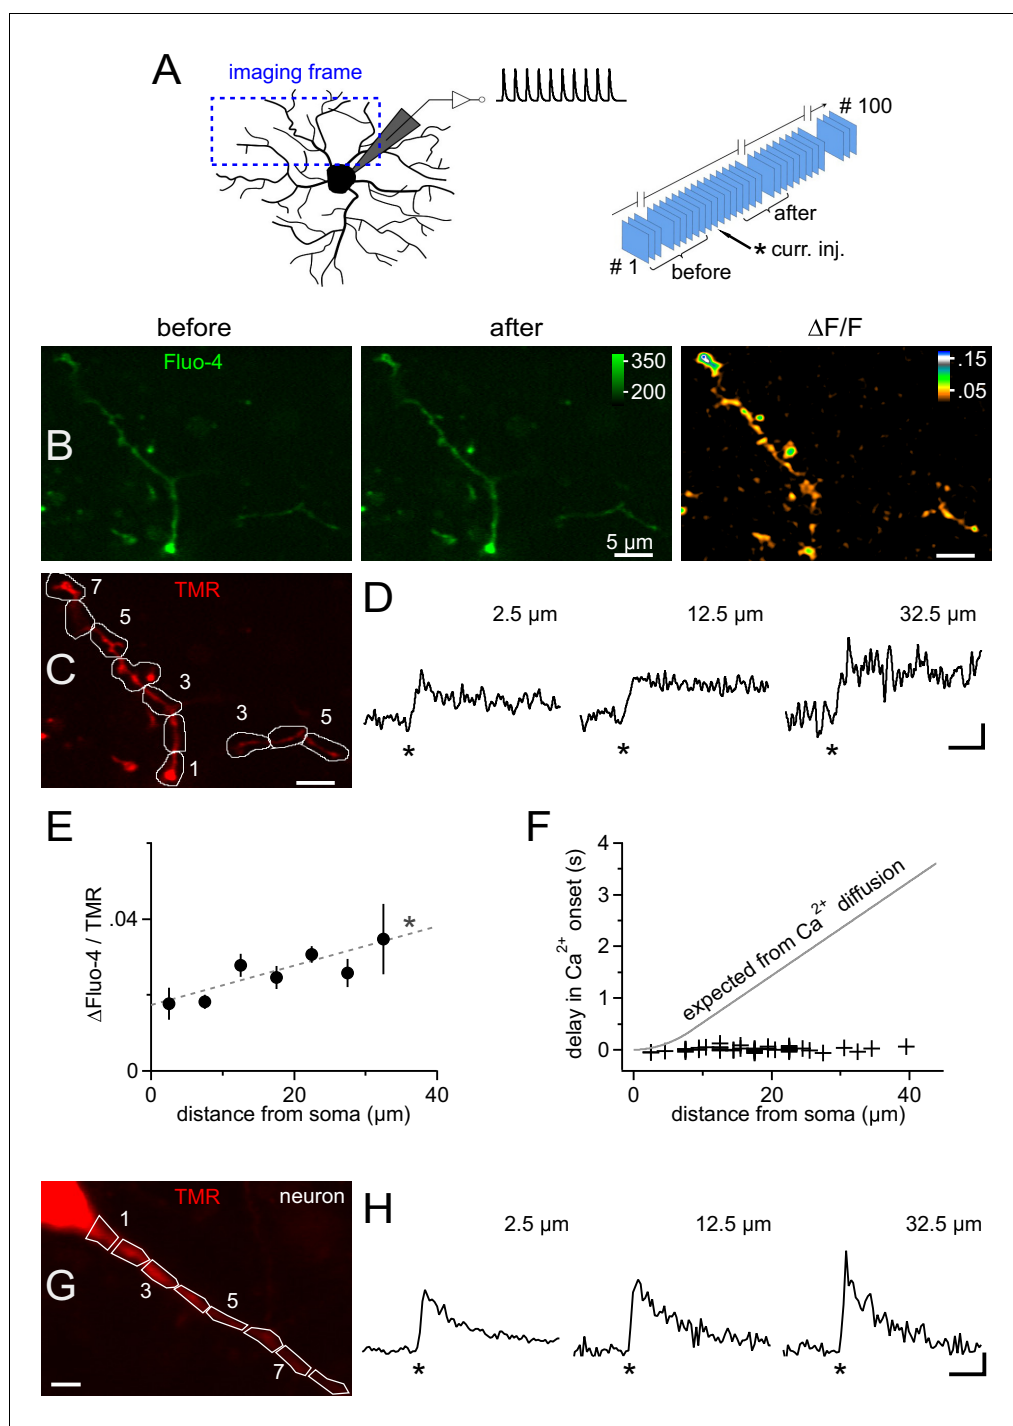 A
imaging frame
# 100
after
* curr. inj.
# 1
before
before
after
ΔF/F
Fluo-4
350
200
.15
.05
B
5 µm
7
TMR
5
C
3
3
5
1
D
2.5 µm
12.5 µm
32.5 µm
* * *
E
ΔFluo-4 / TMR
.04
0
*
0 20 40
distance from soma (µm)
F
delay in Ca²⁺ onset (s)
4
3
2
1
0
expected from Ca²⁺ diffusion
0 10 20 30 40
distance from soma (µm)
TMR
neuron
1
G
3
5
7
H
2.5 µm
12.5 µm
32.5 µm
* * *